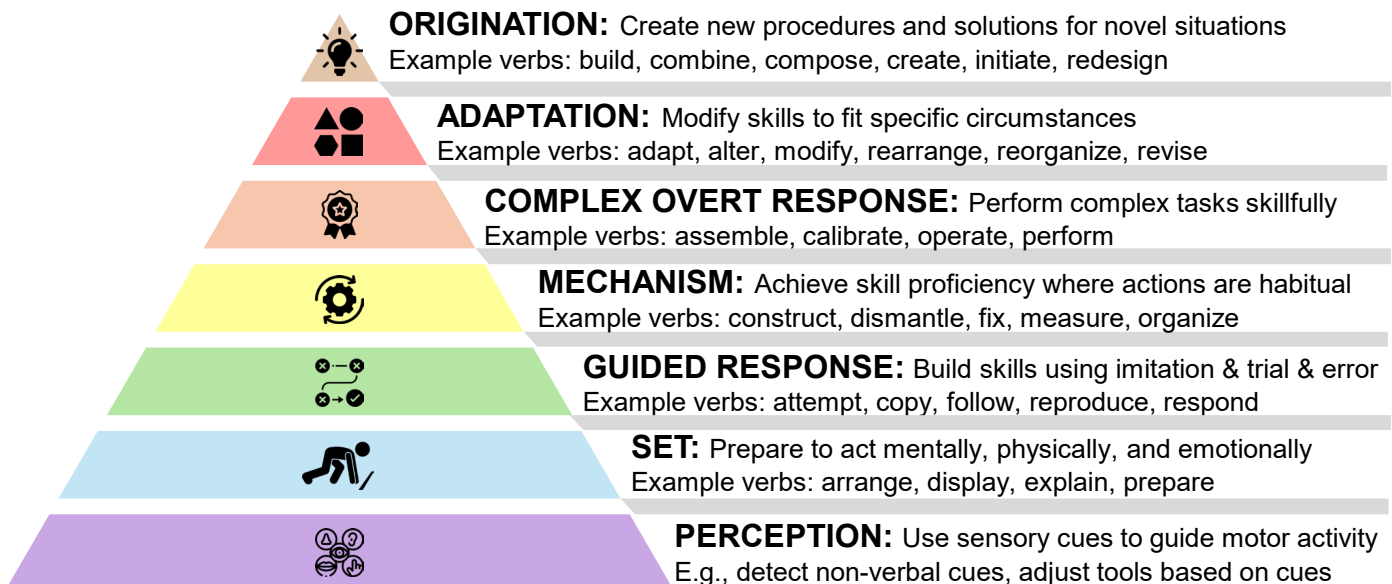 ORIGINATION: Create new procedures and solutions for novel situations
Example verbs: build, combine, compose, create, initiate, redesign
ADAPTATION: Modify skills to fit specific circumstances
Example verbs: adapt, alter, modify, rearrange, reorganize, revise
COMPLEX OVERT RESPONSE: Perform complex tasks skillfully
Example verbs: assemble, calibrate, operate, perform
MECHANISM: Achieve skill proficiency where actions are habitual
Example verbs: construct, dismantle, fix, measure, organize
GUIDED RESPONSE: Build skills using imitation & trial & error
Example verbs: attempt, copy, follow, reproduce, respond
SET: Prepare to act mentally, physically, and emotionally
Example verbs: arrange, display, explain, prepare
PERCEPTION: Use sensory cues to guide motor activity
E.g., detect non-verbal cues, adjust tools based on cues